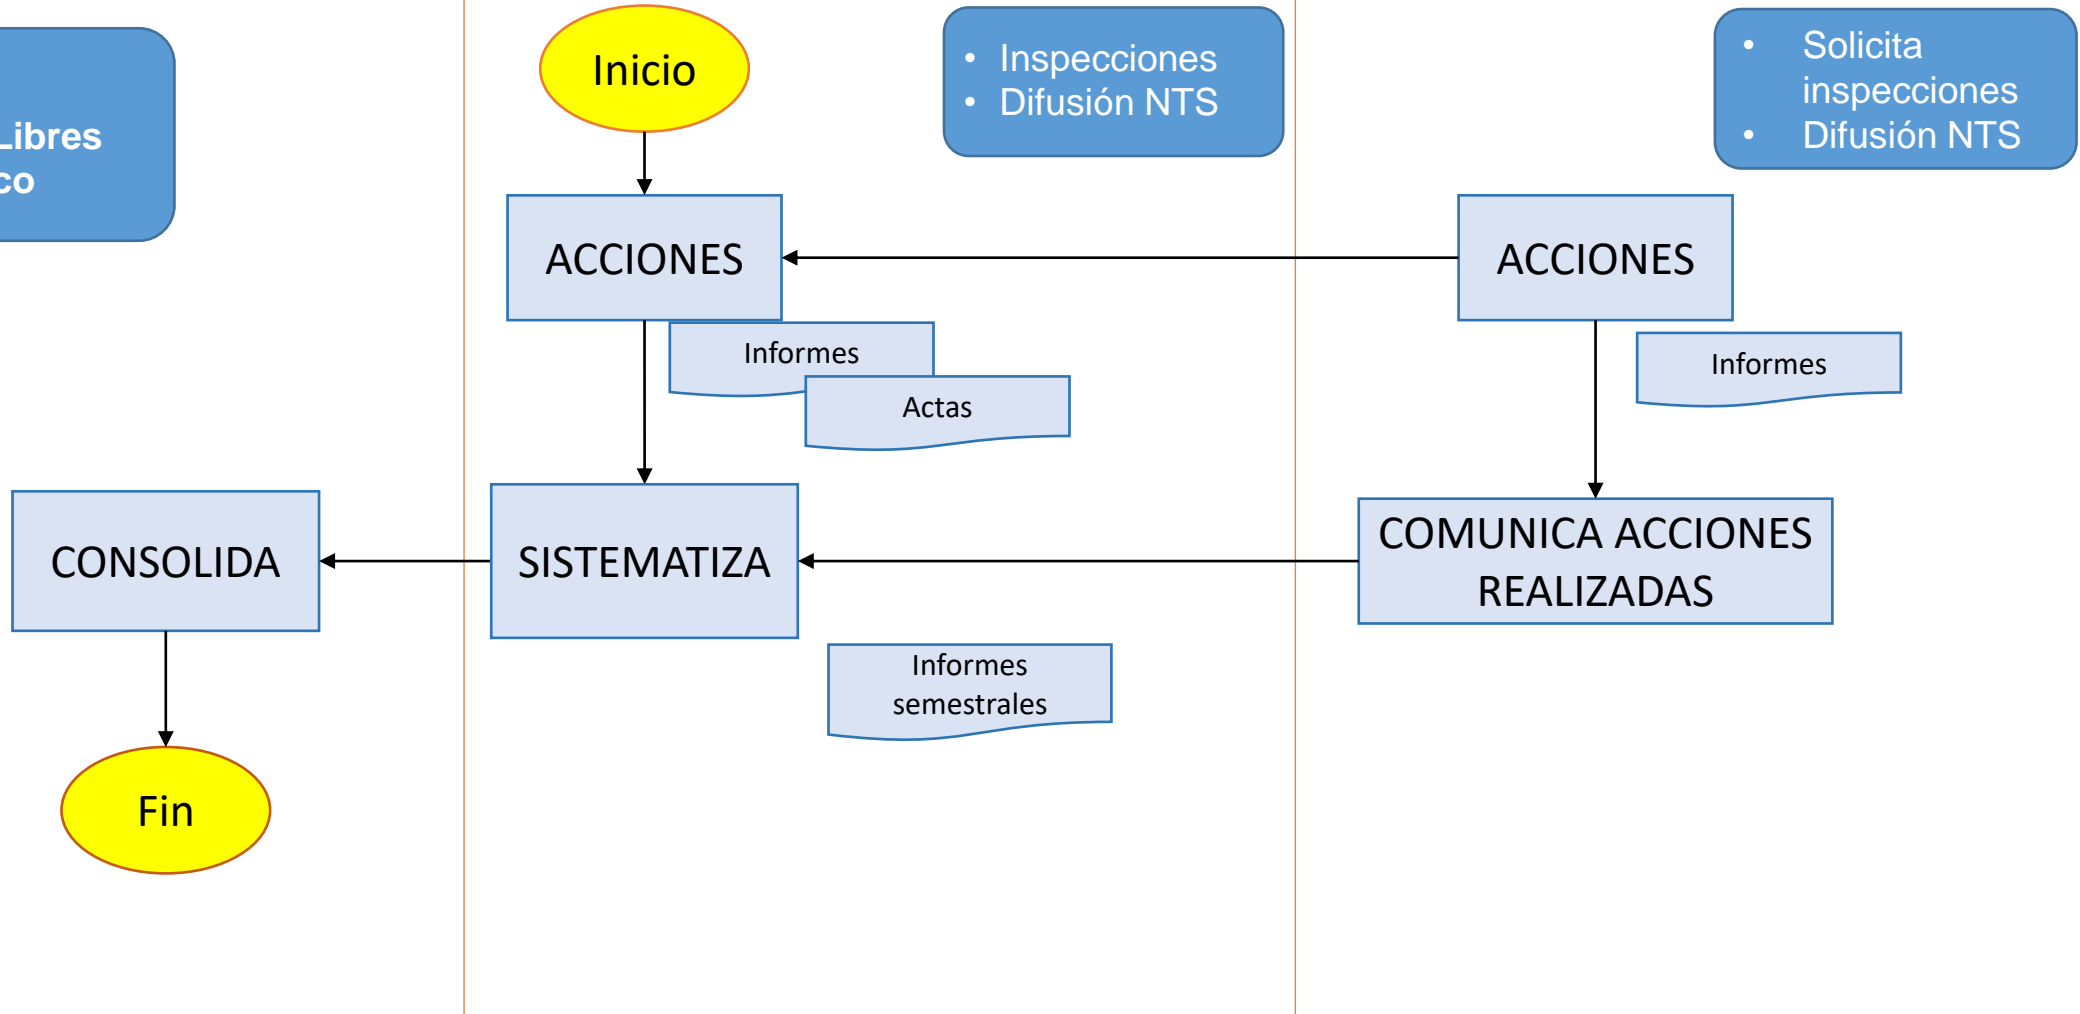 Inicio
• Inspecciones
• Difusión NTS
• Solicita
inspecciones
• Difusión NTS
Libres
ACCIONES
ACCIONES
Informes
Actas
Informes
CONSOLIDA
SISTEMATIZA
COMUNICA ACCIONES
REALIZADAS
Informes
semestrales
Fin